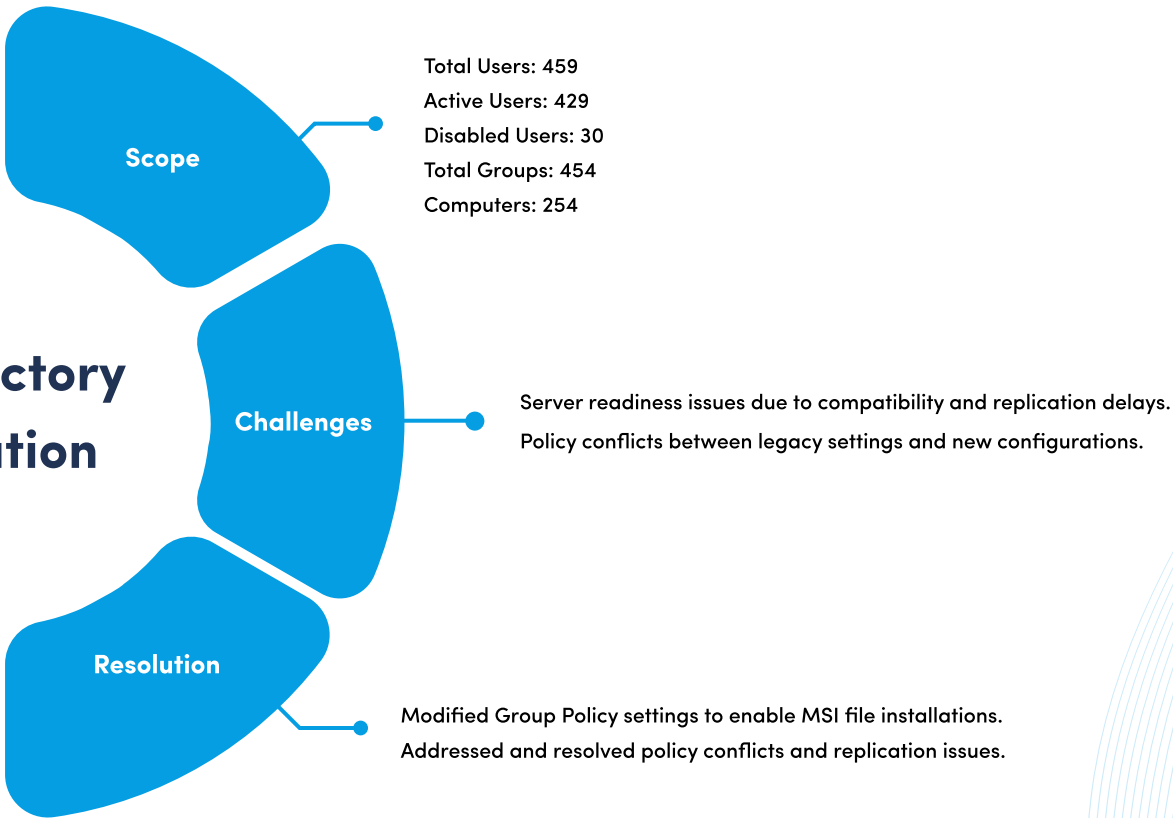 Scope
Total Users: 459
Active Users: 429
Disabled Users: 30
Total Groups: 454
Computers: 254
ctory
ation
Challenges
Server readiness issues due to compatibility and replication delays.
Policy conflicts between legacy settings and new configurations.
Resolution
Modified Group Policy settings to enable MSI file installations.
Addressed and resolved policy conflicts and replication issues.